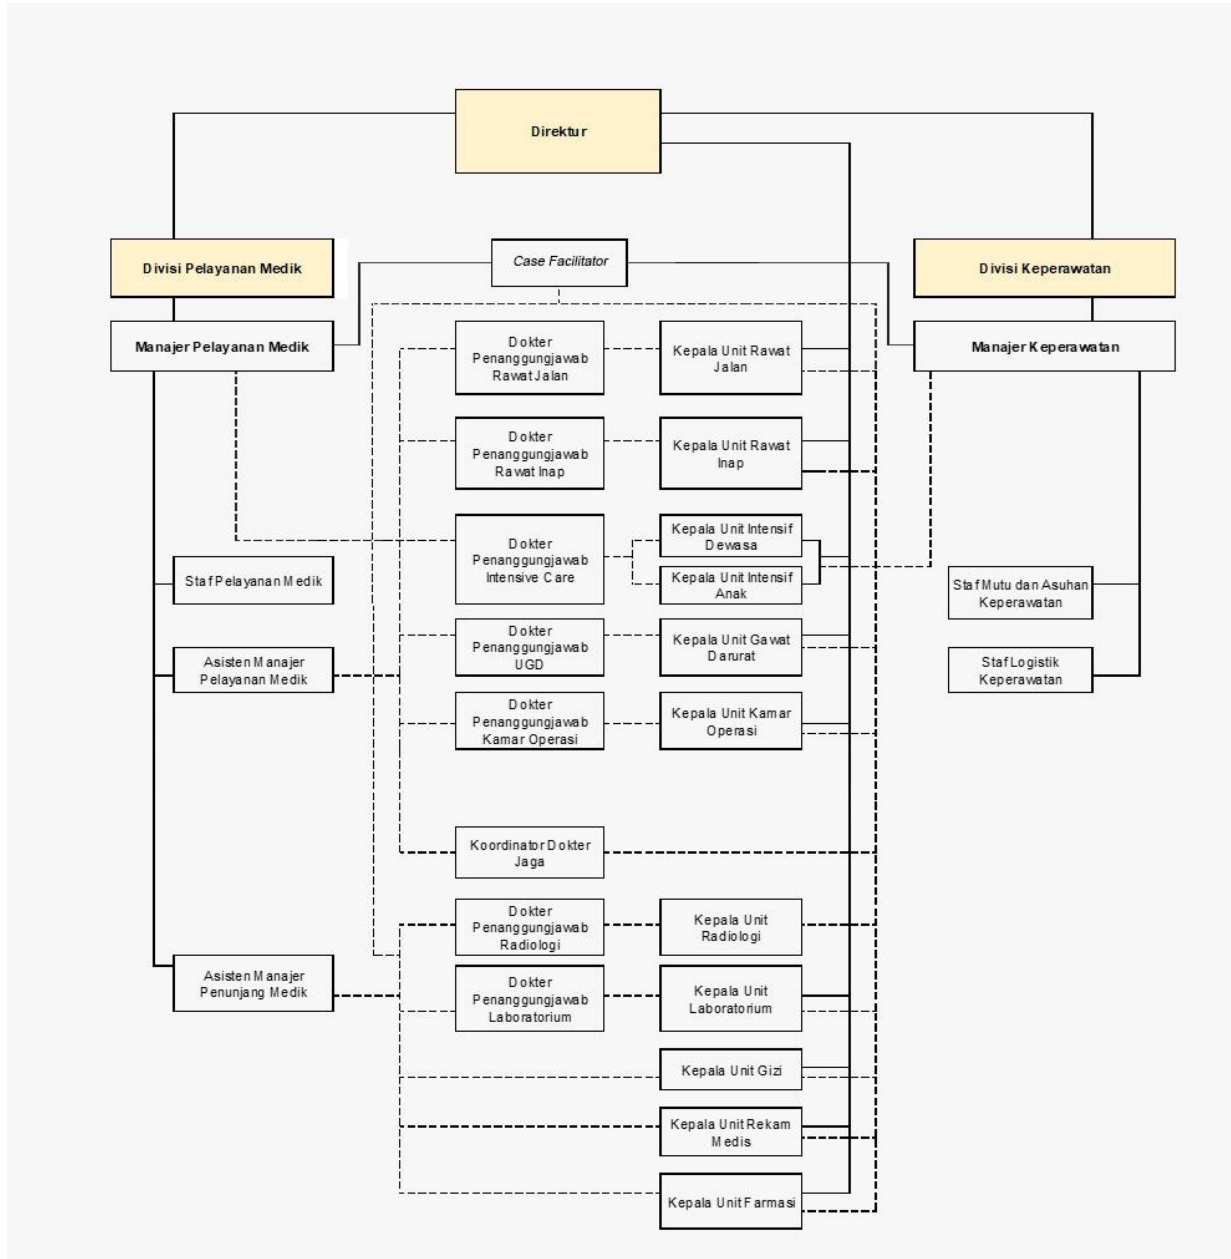 Direktur
Divisi Pelayanan Medik
Case Facilitator
Divisi Keperawatan
Manajer Pelayanan Medik
Manajer Keperawatan
Dokter
Penanggungjawab
Rawat Jalan
Kepala Unit Rawat
Jalan
Dokter
Penanggungjawab
Rawat Inap
Kepala Unit Rawat
Inap
Dokter
Penanggungjawab
Intensive Care
Kepala Unit Intensif
Dewasa
Kepala Unit Intensif
Anak
Staf Pelayanan Medik
Staf Mutu dan Asuhan
Keperawatan
Dokter
Penanggungjawab
UGD
Kepala Unit Gawat
Darurat
Asisten Manajer
Pelayanan Medik
Staf Logistik
Keperawatan
Dokter
Penanggungjawab
Kamar Operasi
Kepala Unit Kamar
Operasi
Koordinator Dokter
Jaga
Dokter
Penanggungjawab
Radiologi
Kepala Unit
Radiologi
Asisten Manajer
Penunjang Medik
Dokter
Penanggungjawab
Laboratorium
Kepala Unit
Laboratorium
Kepala Unit Gizi
Kepala Unit Rekam
Medis
Kepala Unit Farmasi